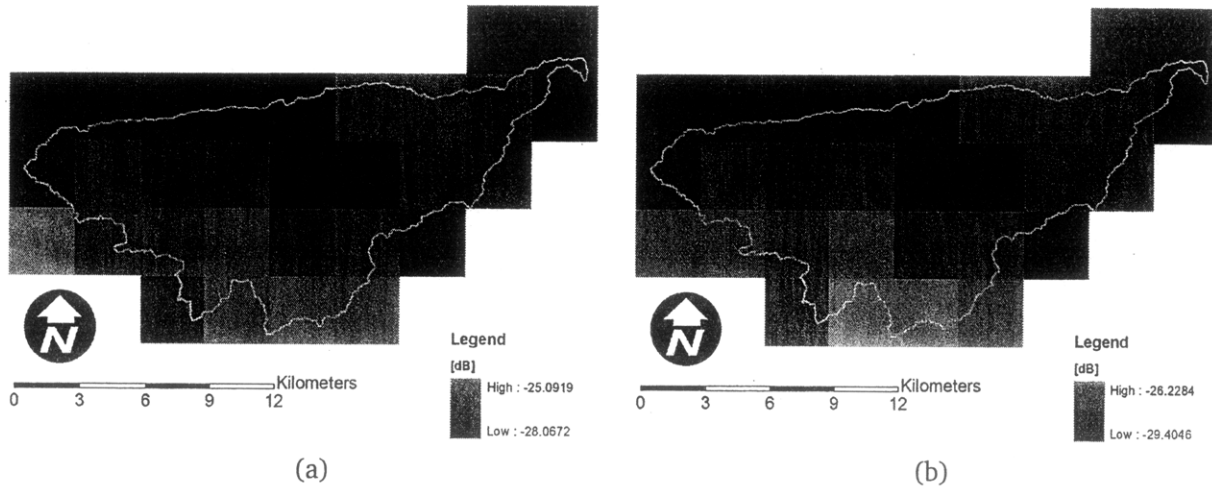 N
Legend
[dB]
High : -25.0919
Low : -28.0672
Kilometers
0 3 6 9 12
(a)
N
Legend
[dB]
High : -26.2284
Low : -29.4046
Kilometers
0 3 6 9 12
(b)